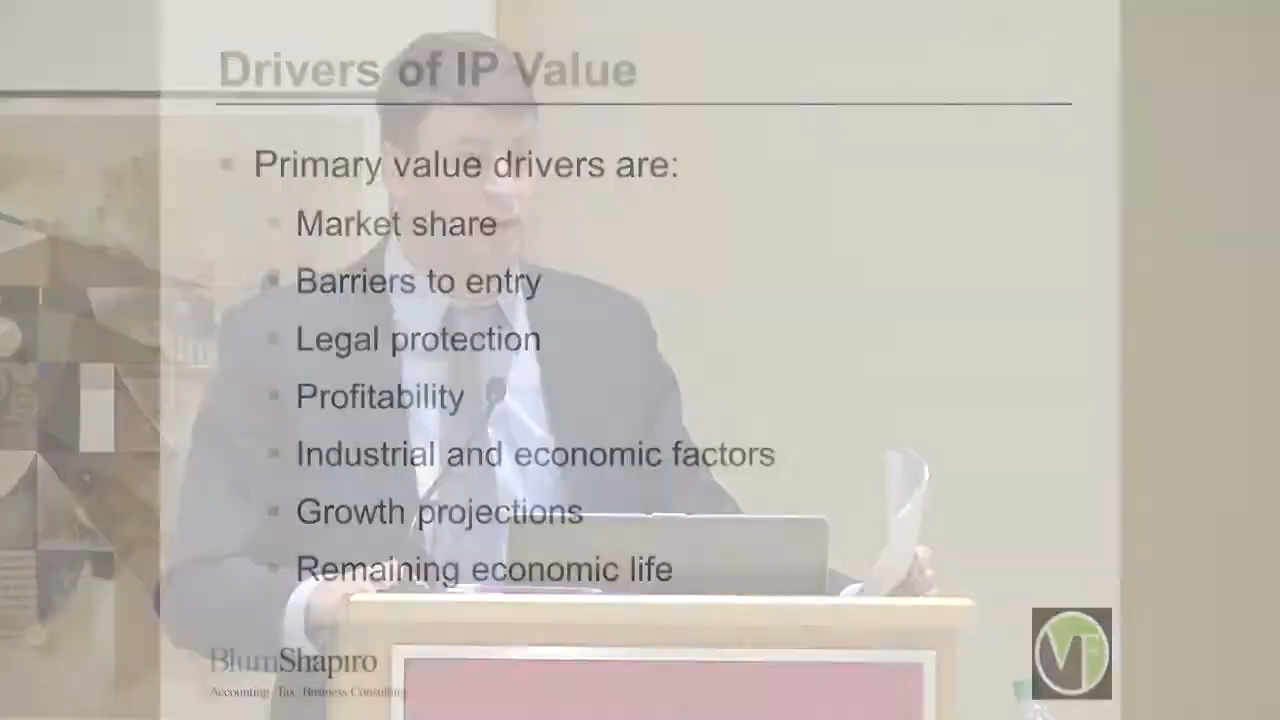 Drivers of IP Value
Primary value drivers are:
Market share
Barriers to entry
Legal protection
Profitability
Industrial and economic factors
Growth projections
Remaining economic life
BlumShapiro
Accounting Tax Business Consulting
VF